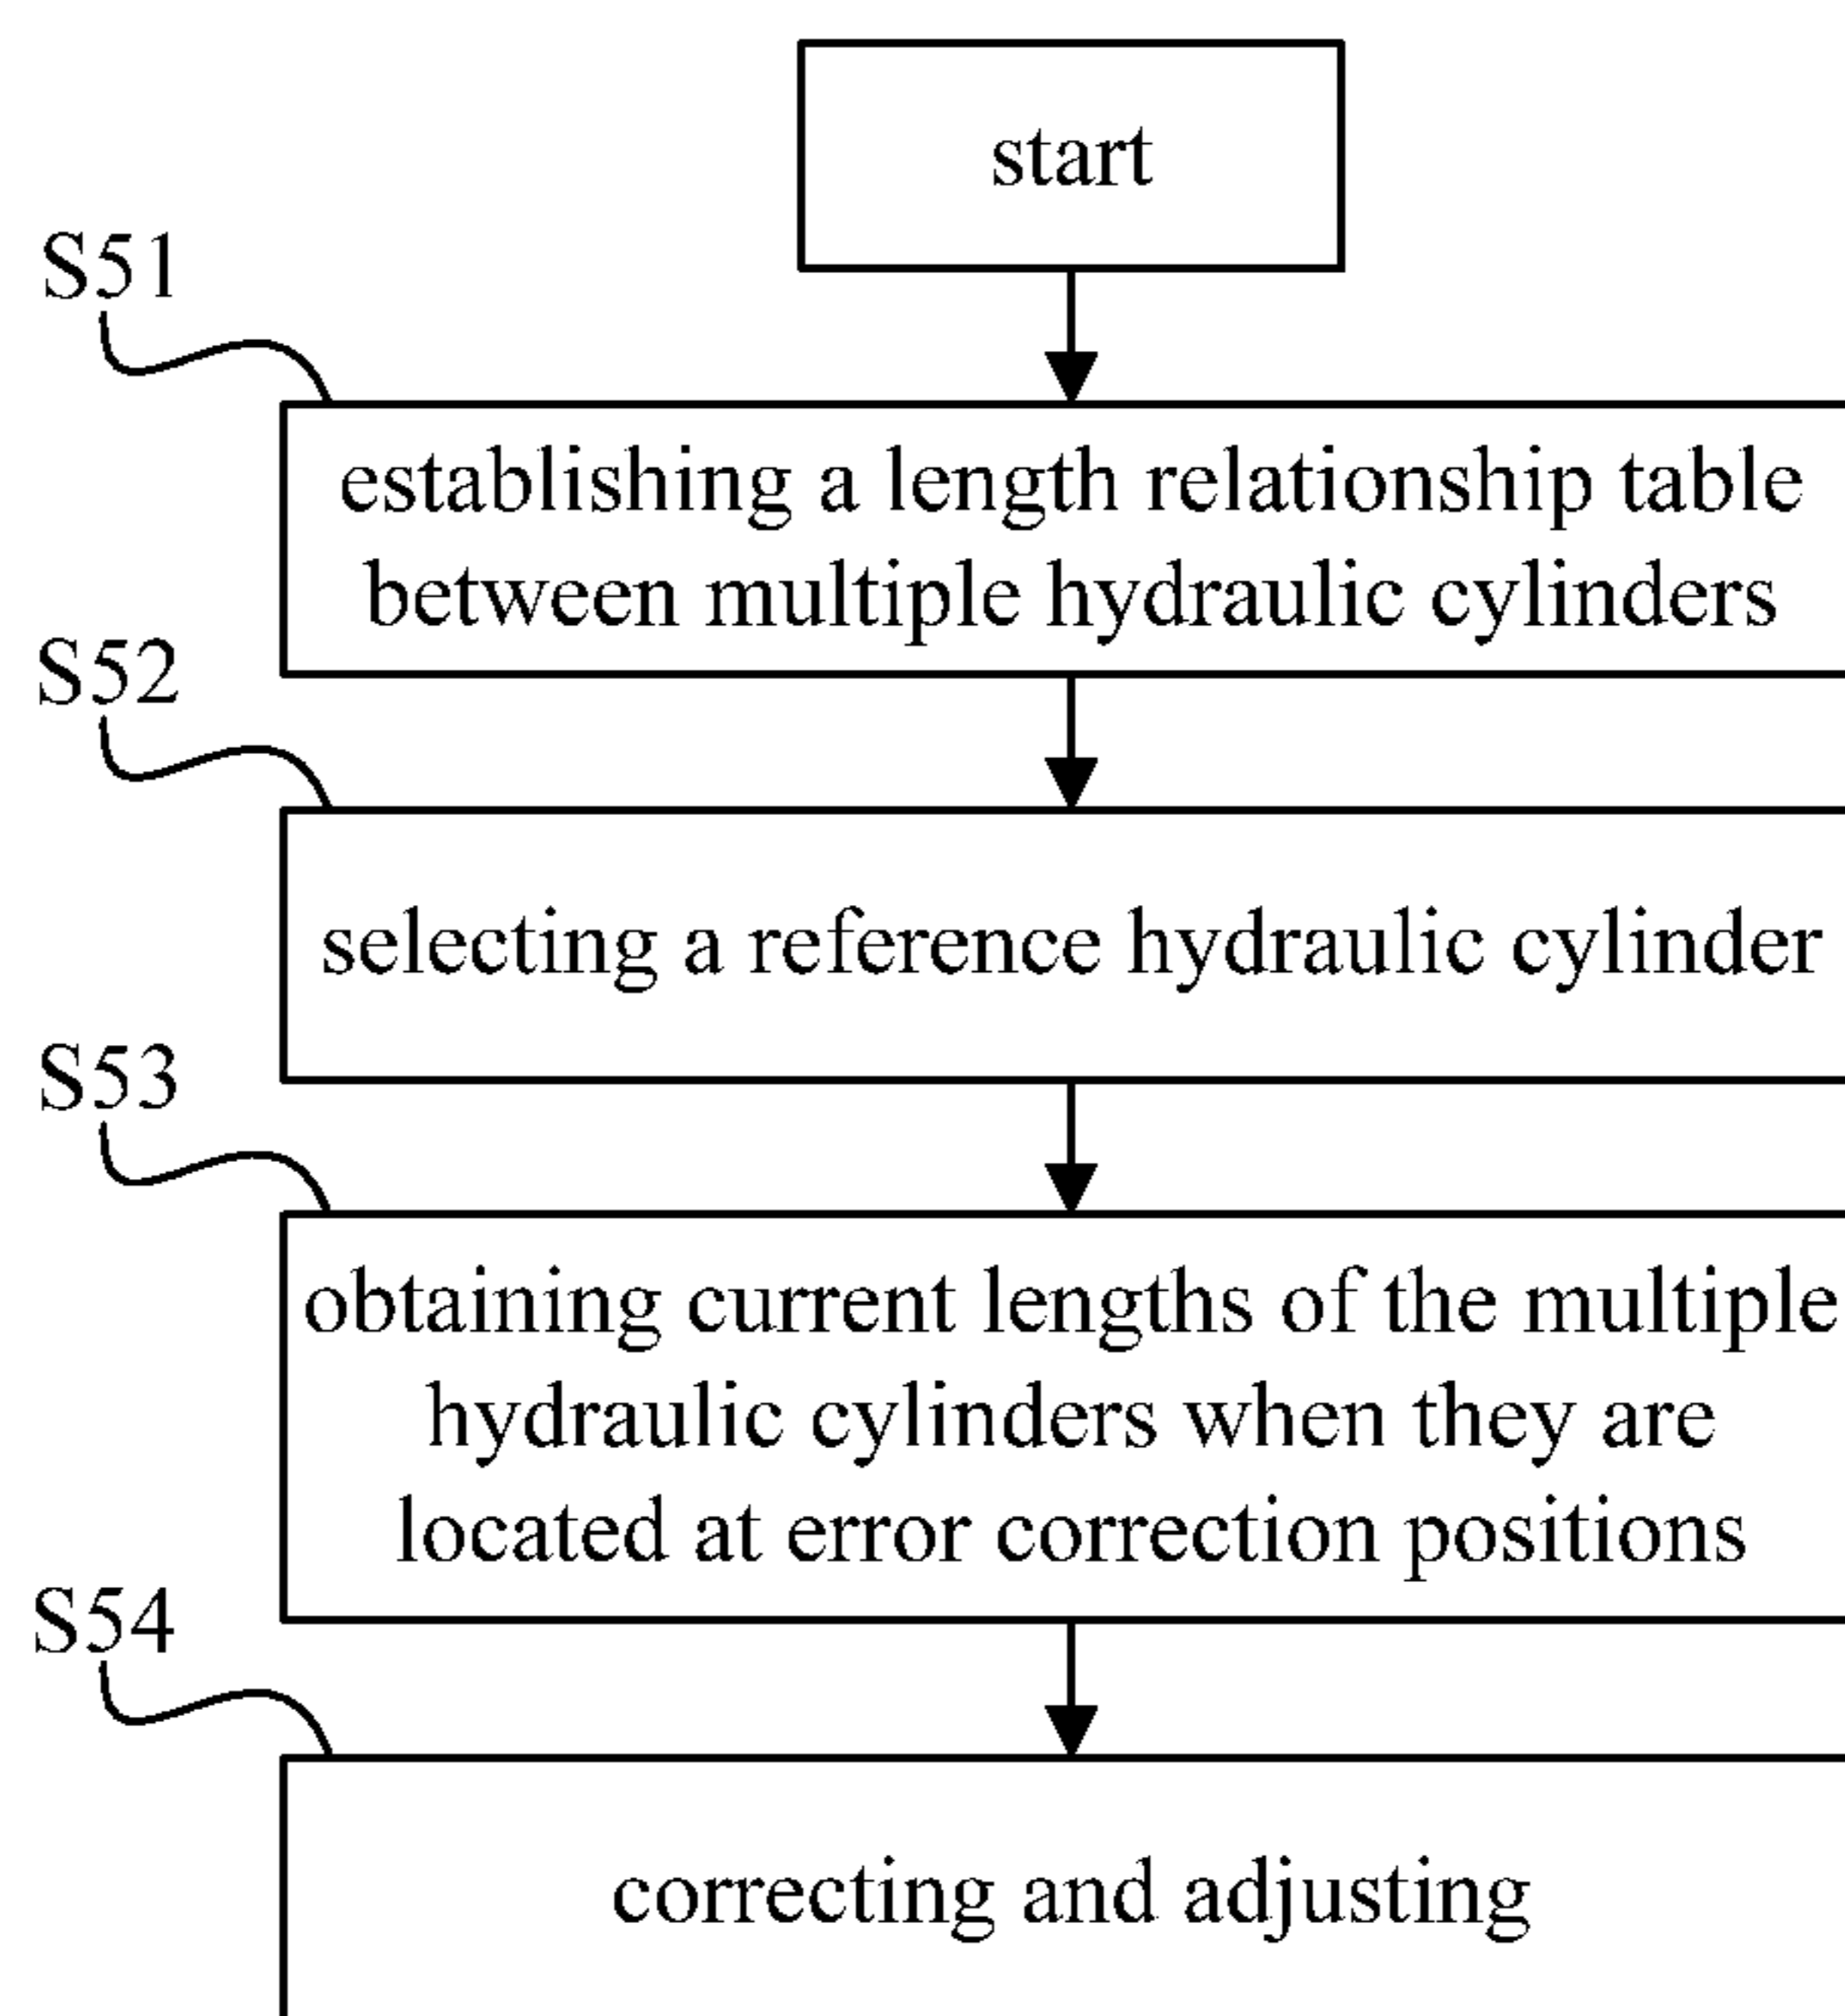 start
S51
establishing a length relationship table
between multiple hydraulic cylinders
S52
selecting a reference hydraulic cylinder
S53
obtaining current lengths of the multiple
hydraulic cylinders when they are
located at error correction positions
S54
correcting and adjusting